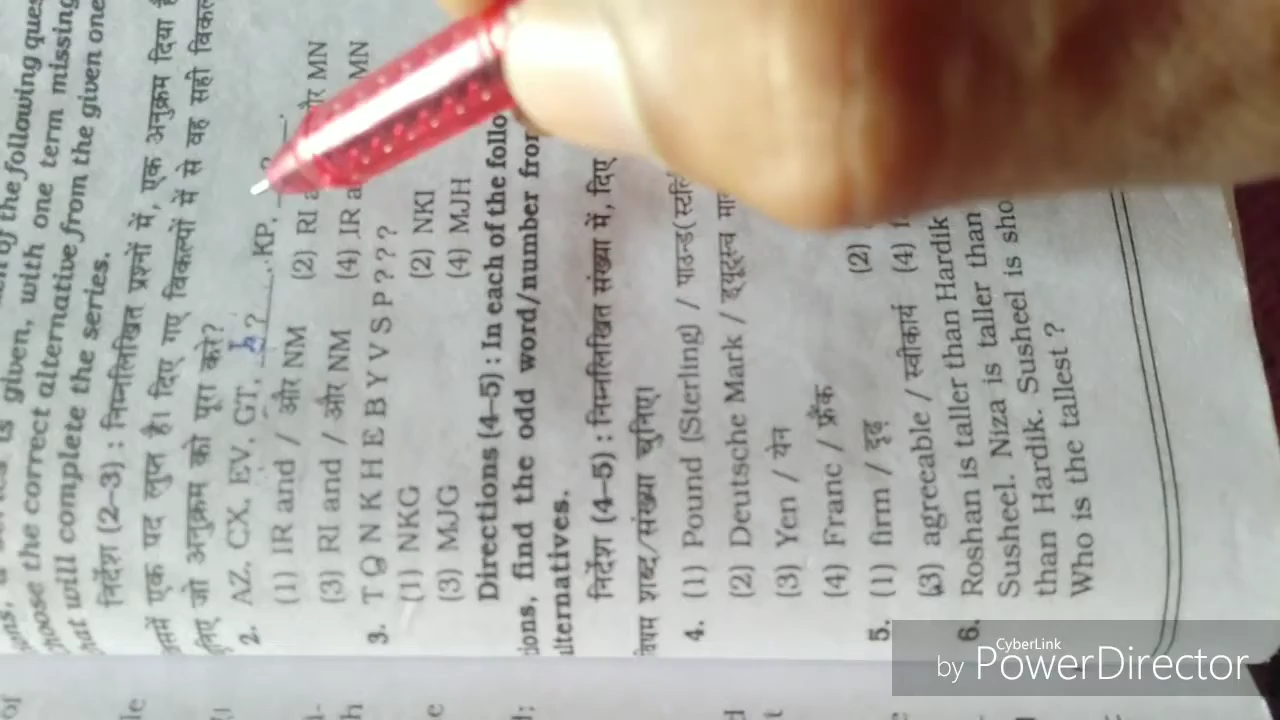 of the following ques
is given, with one term missing
choose the correct alternative from the given one
that will complete the series.
निर्देश (2–3) : निम्नलिखित प्रश्नों में, एक अनुक्रम दिया है
एक पद लुप्त है। दिए गए विकल्पों में से वह सही विकल्
जो अनुक्रम को पूरा करे?
2. AZ, CX, EV, GT, ? , KP, ? .
(1) IR and / और NM (2) RI और MN
(3) RI and / और NM (4) IR MN
3. T Q N K H E B Y V S P ? ? ?
(1) NKG (2) NKI
(3) MJG (4) MJH
Directions (4–5) : In each of the follo
tions, find the odd word/number from
alternatives.
निर्देश (4–5) : निम्नलिखित संख्या में, दिए
विषम शब्द/संख्या चुनिए।
4. (1) Pound (Sterling) / पाउन्ड
(2) Deutsche Mark /
(3) Yen / येन
(4) Franc / फ्रैंक
5. (1) firm / दृढ़ (2)
(3) agreeable / स्वीकार्य (4)
6. Roshan is taller than Hardik
Susheel. Niza is taller than
than Hardik. Susheel is sho
Who is the tallest ?
CyberLink
by PowerDirector